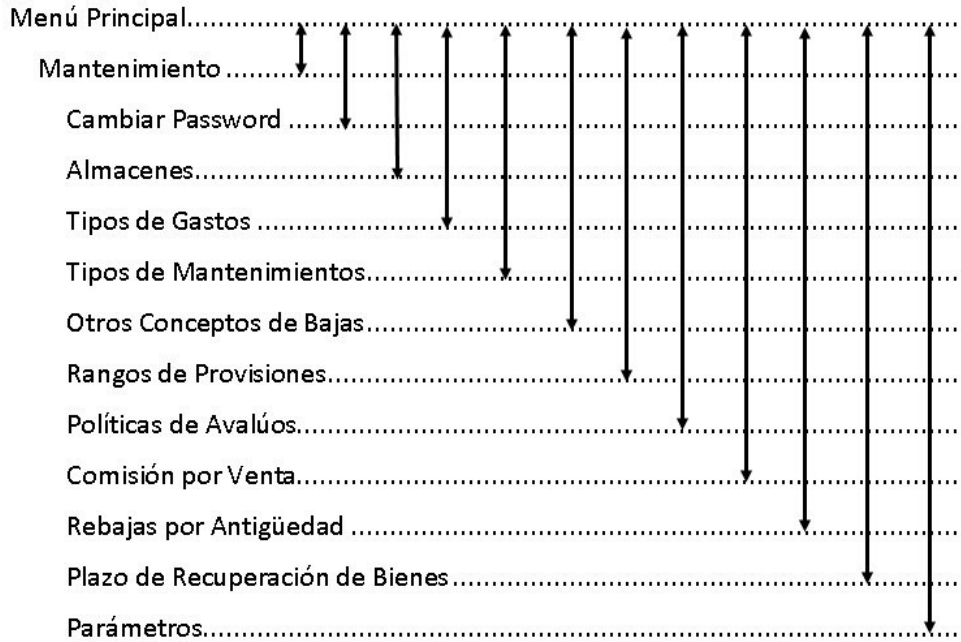 Menú Principal
Mantenimiento
Cambiar Password
Almacenes
Tipos de Gastos
Tipos de Mantenimientos
Otros Conceptos de Bajas
Rangos de Provisiones
Políticas de Avalúos
Comisión por Venta
Rebajas por Antigüedad
Plazo de Recuperación de Bienes
Parámetros